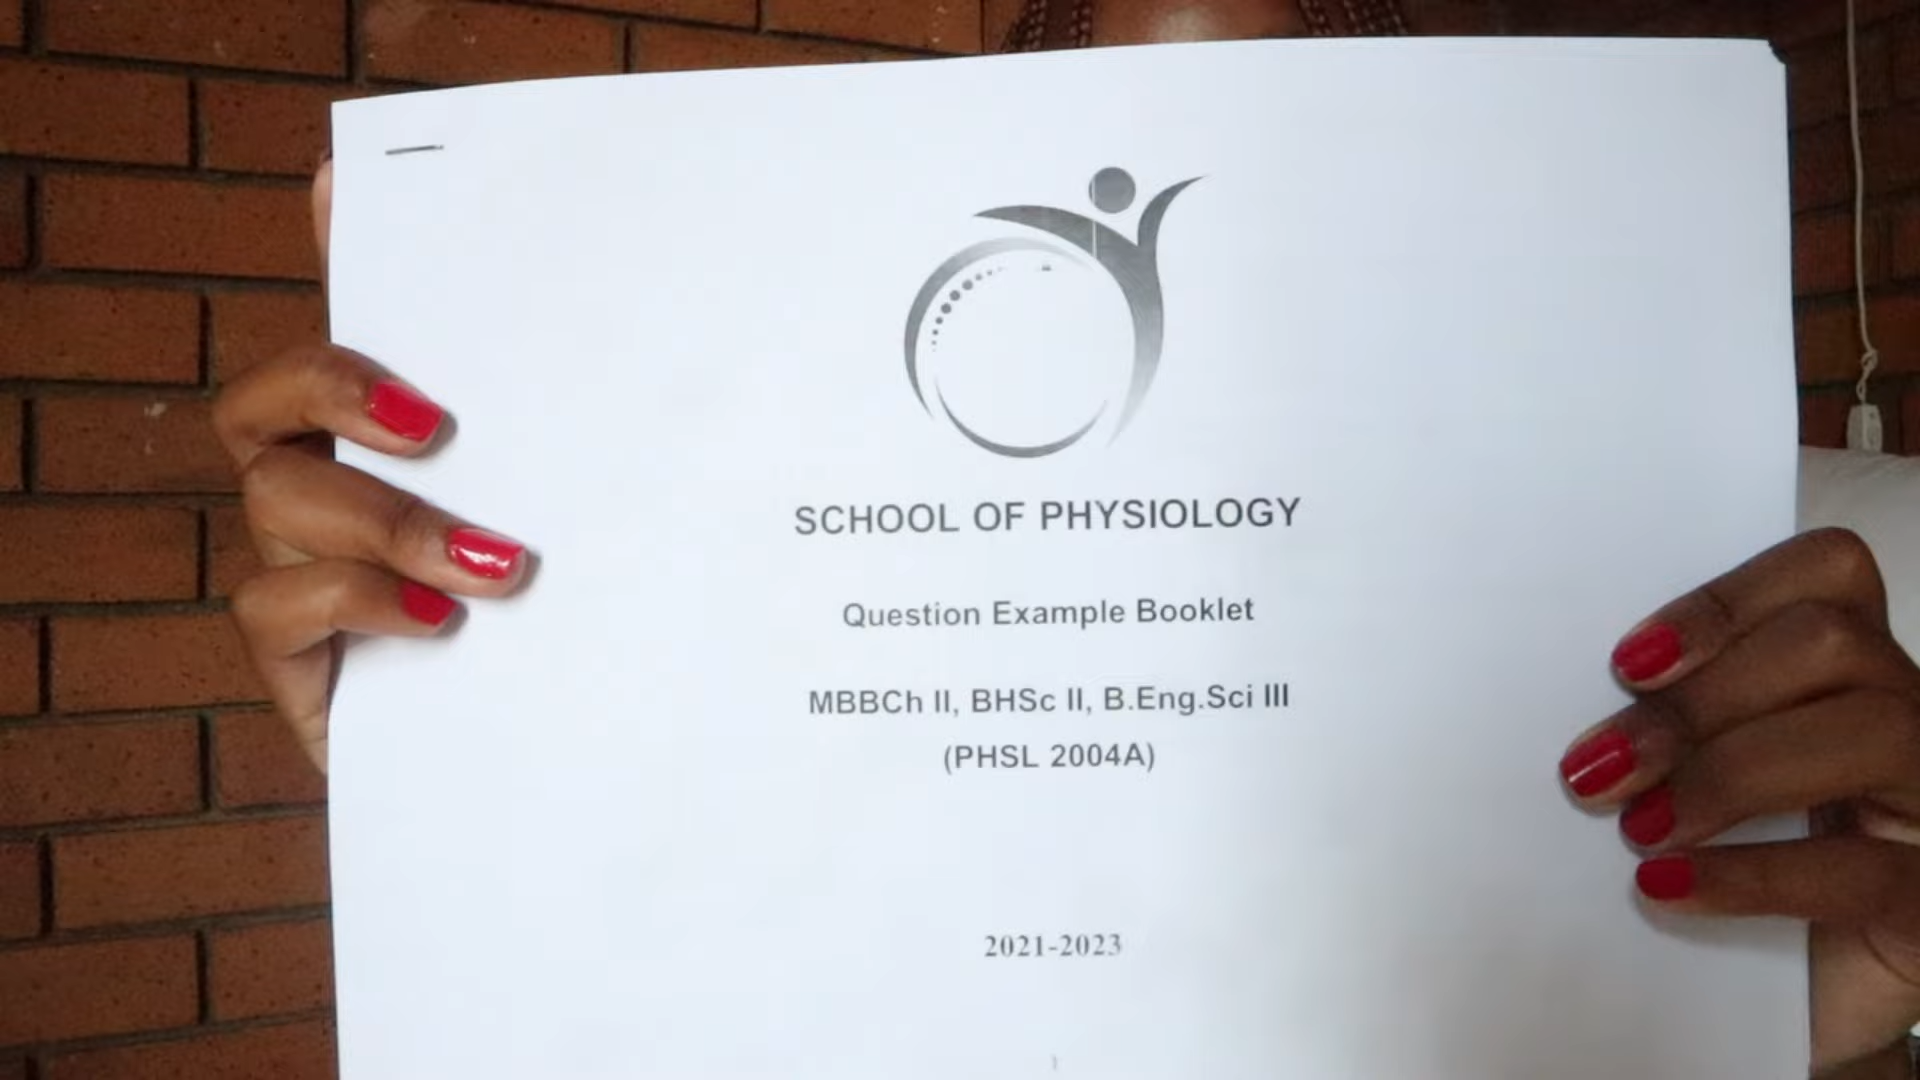 SCHOOL OF PHYSIOLOGY
Question Example Booklet
MBBCh II, BHSc II, B.Eng.Sci III
(PHSL 2004A)
2021-2023
1